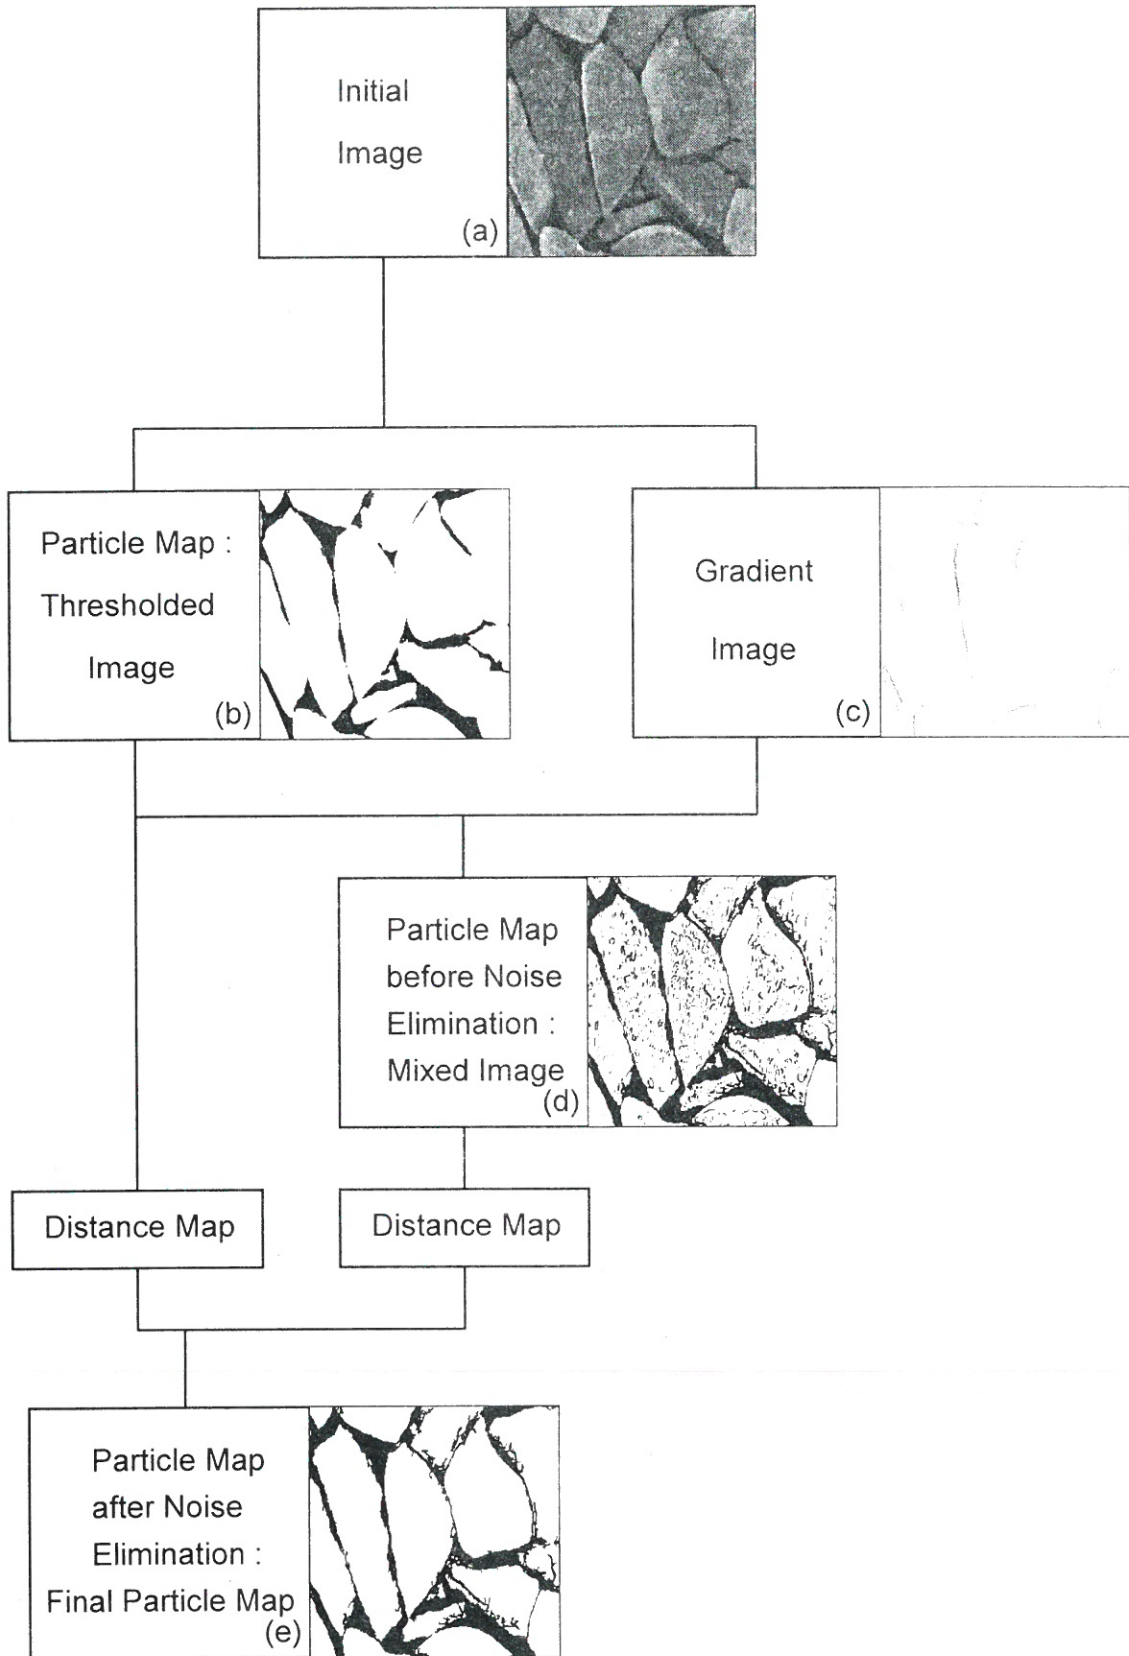 Initial
Image
(a)
Particle Map :
Thresholded
Image
(b)
Gradient
Image
(c)
Particle Map
before Noise
Elimination :
Mixed Image
(d)
Distance Map
Distance Map
Particle Map
after Noise
Elimination :
Final Particle Map
(e)